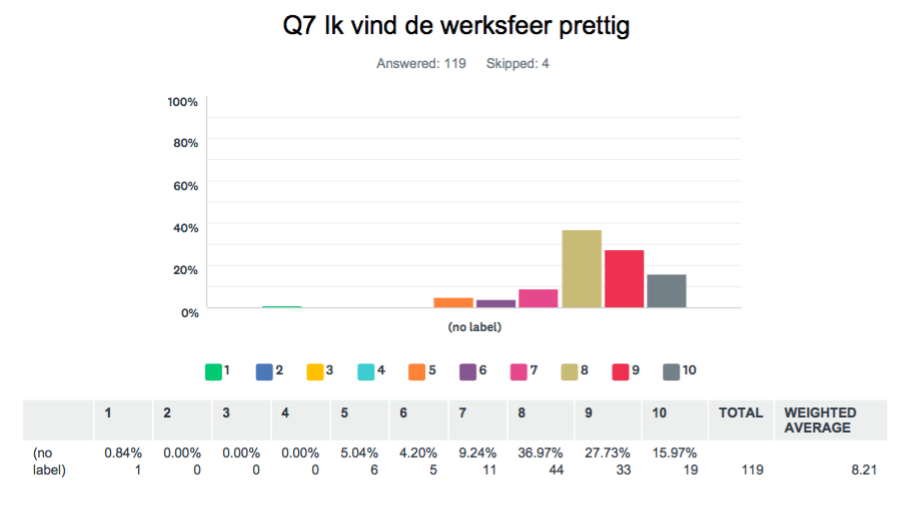 Q7 Ik vind de werksfeer prettig
Answered: 119 Skipped: 4
100%
80%
60%
40%
20%
0%
(no label)
1 2 3 4 5 6 7 8 9 10
1 2 3 4 5 6 7 8 9 10 TOTAL WEIGHTED
AVERAGE
(no 0.84% 0.00% 0.00% 0.00% 5.04% 4.20% 9.24% 36.97% 27.73% 15.97%
label) 1 0 0 0 6 5 11 44 33 19 119 8.21